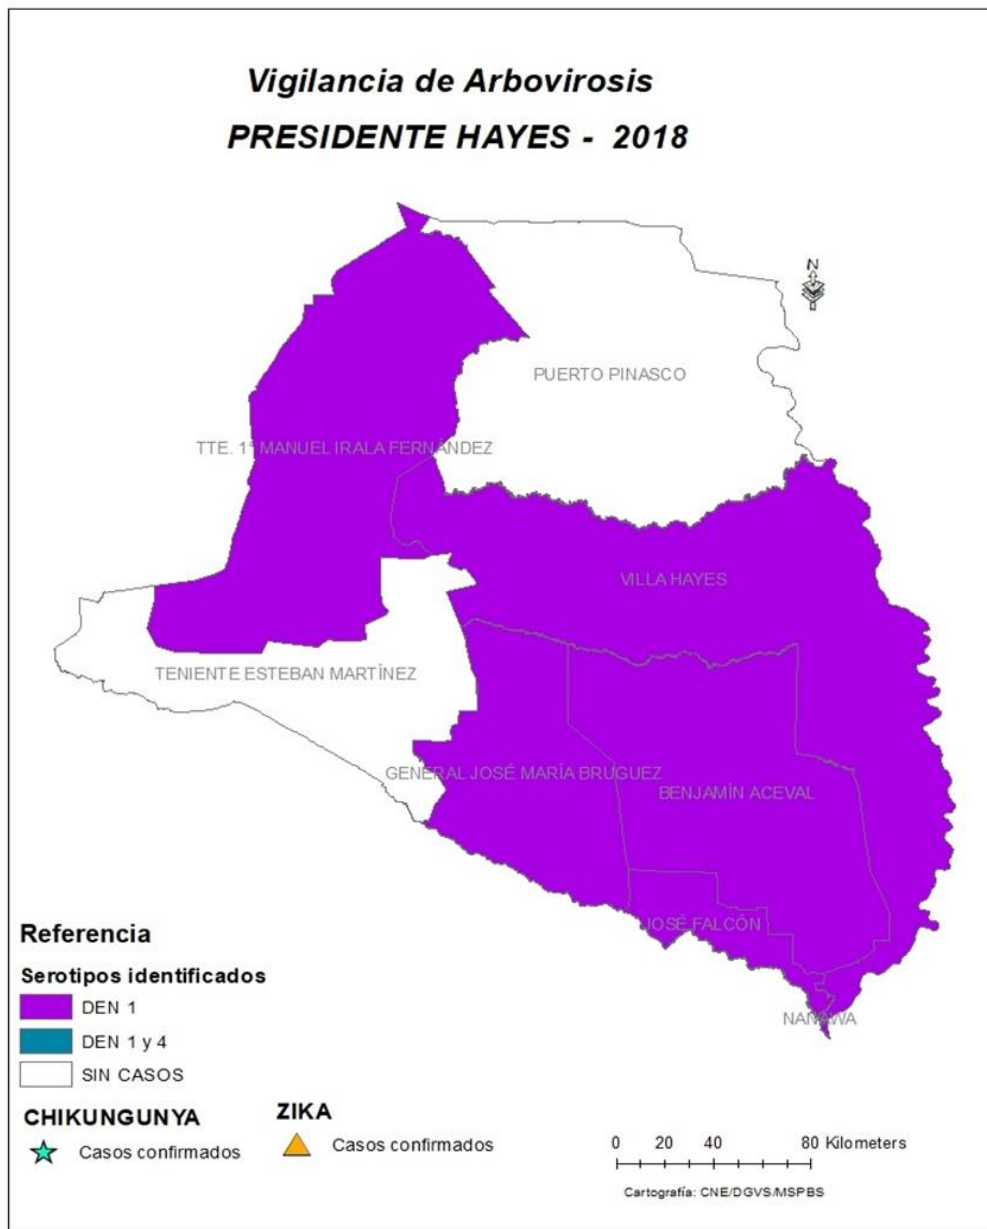 Vigilancia de Arbovirosis
PRESIDENTE HAYES - 2018
N
PUERTO PINASCO
TTE. 1° MANUEL IRALA FERNÁNDEZ
VILLA HAYES
TENIENTE ESTEBAN MARTÍNEZ
GENERAL JOSÉ MARÍA BRUGUEZ
BENJAMÍN ACEVAL
JOSÉ FALCÓN
NANAWA
Referencia
Serotipos identificados
DEN 1
DEN 1 y 4
SIN CASOS
CHIKUNGUNYA
Casos confirmados
ZIKA
Casos confirmados
0 20 40 80 Kilometers
Cartografía: CNE/DGVS/MSPBS